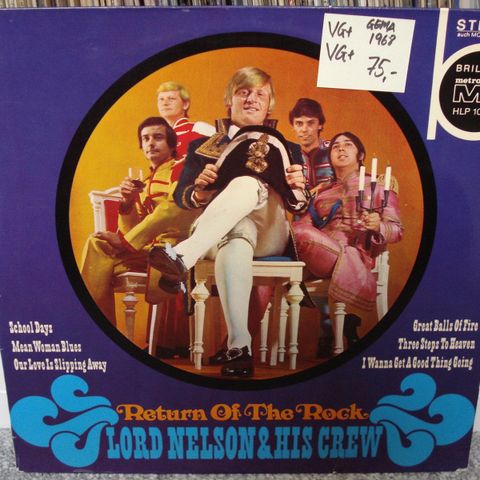 VG+ GEMA
VG+ 1968
75,-
STE
auch MO
BRIL
metro
M
HLP 10
School Days
Mean Woman Blues
Our Love Is Slipping Away
Great Balls Of Fire
Three Steps To Heaven
I Wanna Get A Good Thing Going
Return Of The Rock
LORD NELSON & HIS CREW